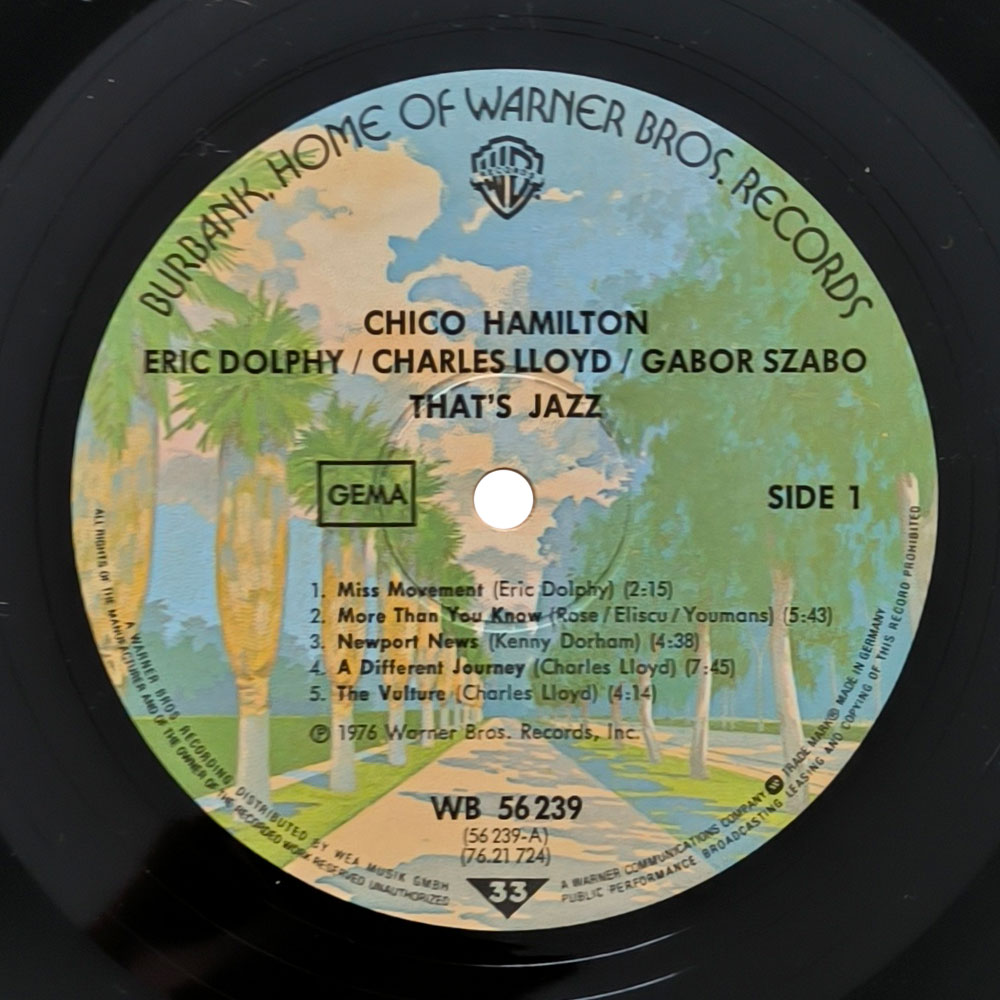 BURBANK, HOME OF WARNER BROS. RECORDS
WB
RECORDS
CHICO HAMILTON
ERIC DOLPHY / CHARLES LLOYD / GABOR SZABO
THAT'S JAZZ
GEMA
SIDE 1
1. Miss Movement (Eric Dolphy) (2:15)
2. More Than You Know (Rose / Eliscu / Youmans) (5:43)
3. Newport News (Kenny Dorham) (4:38)
4. A Different Journey (Charles Lloyd) (7:45)
5. The Vulture (Charles Lloyd) (4:14)
℗ 1976 Warner Bros. Records, Inc.
WB 56 239
(56 239-A)
(76.21 724)
33
A WARNER BROS. RECORDING DISTRIBUTED BY WEA MUSIK GMBH
A WARNER COMMUNICATIONS COMPANY TRADE MARK® MADE IN GERMANY
ALL RIGHTS OF THE MANUFACTURER AND OF THE OWNER OF THE RECORDED WORK RESERVED UNAUTHORIZED
PUBLIC PERFORMANCE BROADCASTING LEASING AND COPYING OF THIS RECORD PROHIBITED